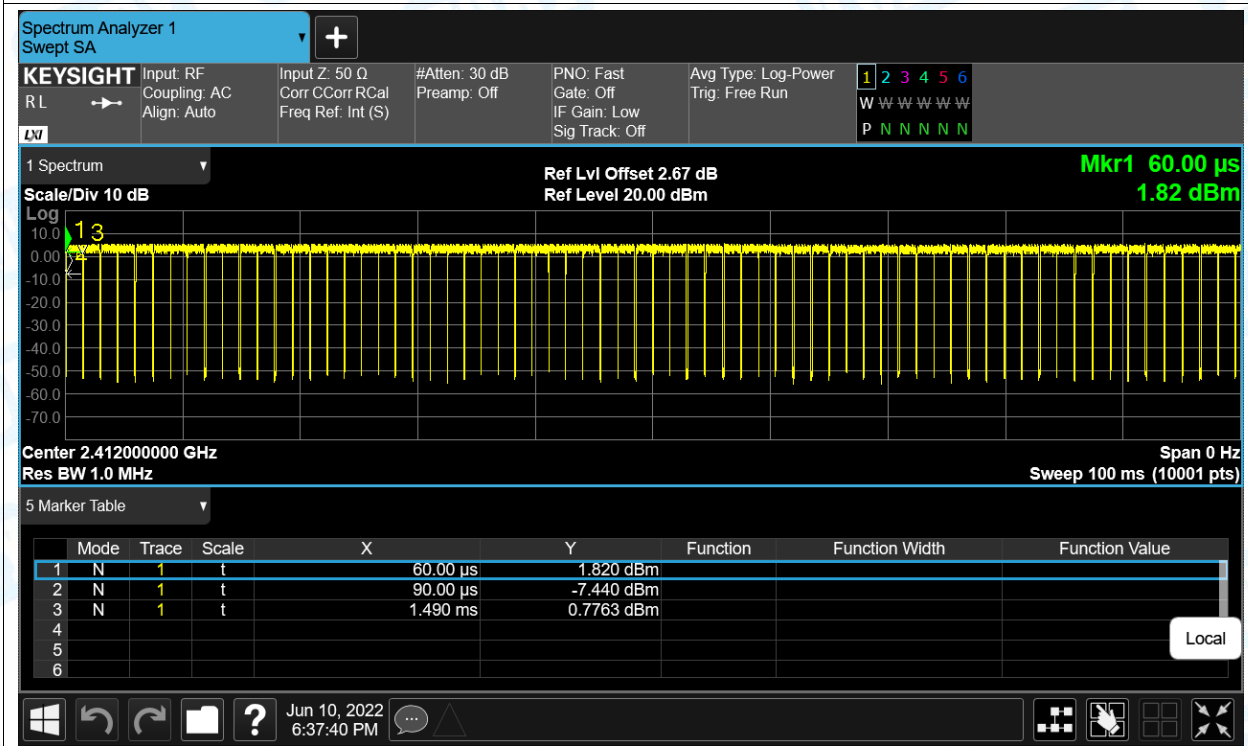 Spectrum Analyzer 1
Swept SA
+
KEYSIGHT
R L
LXI
Input: RF
Coupling: AC
Align: Auto
Input Z: 50 Ω
Corr CCorr RCal
Freq Ref: Int (S)
#Atten: 30 dB
Preamp: Off
PNO: Fast
Gate: Off
IF Gain: Low
Sig Track: Off
Avg Type: Log-Power
Trig: Free Run
1 2 3 4 5 6
W W W W W W
P N N N N N
1 Spectrum
Scale/Div 10 dB
Ref Lvl Offset 2.67 dB
Ref Level 20.00 dBm
Mkr1 60.00 µs
1.82 dBm
Log
10.0
0.00
-10.0
-20.0
-30.0
-40.0
-50.0
-60.0
-70.0
1 3
Center 2.412000000 GHz
Res BW 1.0 MHz
Span 0 Hz
Sweep 100 ms (10001 pts)
5 Marker Table
Mode Trace Scale X Y Function Function Width Function Value
1 N 1 t 60.00 µs 1.820 dBm
2 N 1 t 90.00 µs -7.440 dBm
3 N 1 t 1.490 ms 0.7763 dBm
4
5
6
Local
?
Jun 10, 2022
6:37:40 PM